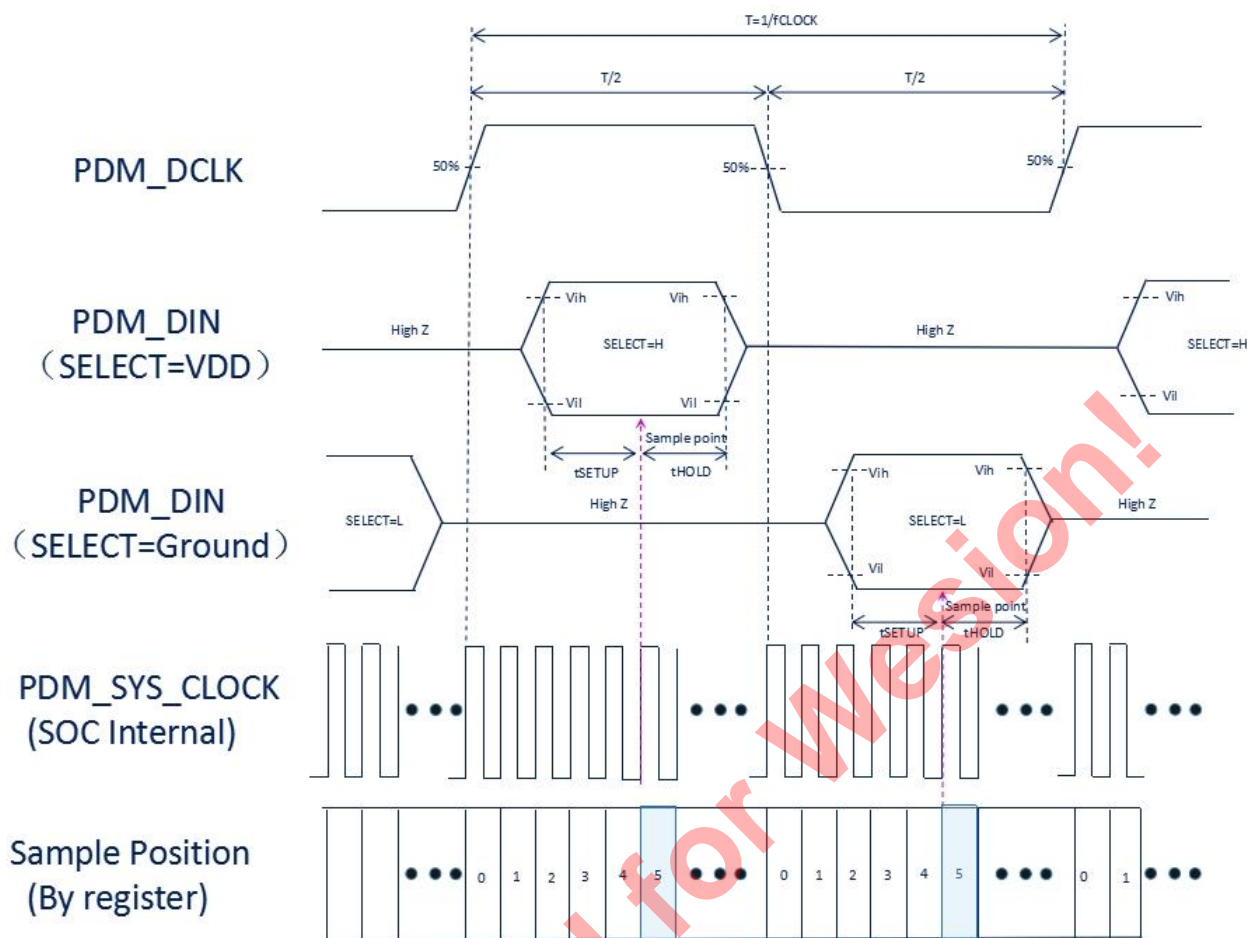 T=1/fCLOCK
T/2 T/2
PDM_DCLK
50% 50% 50%
PDM_DIN
（SELECT=VDD）
High Z Vih Vih High Z Vih
SELECT=H SELECT=H
Vil Vil Vil
Sample point
tSETUP tHOLD
PDM_DIN
（SELECT=Ground）
SELECT=L High Z Vih Vih High Z
SELECT=L
Vil Vil
Sample point
tSETUP tHOLD
PDM_SYS_CLOCK
(SOC Internal)
Sample Position
(By register)
0 1 2 3 4 5 0 1 2 3 4 5 0 1
for Wesion!